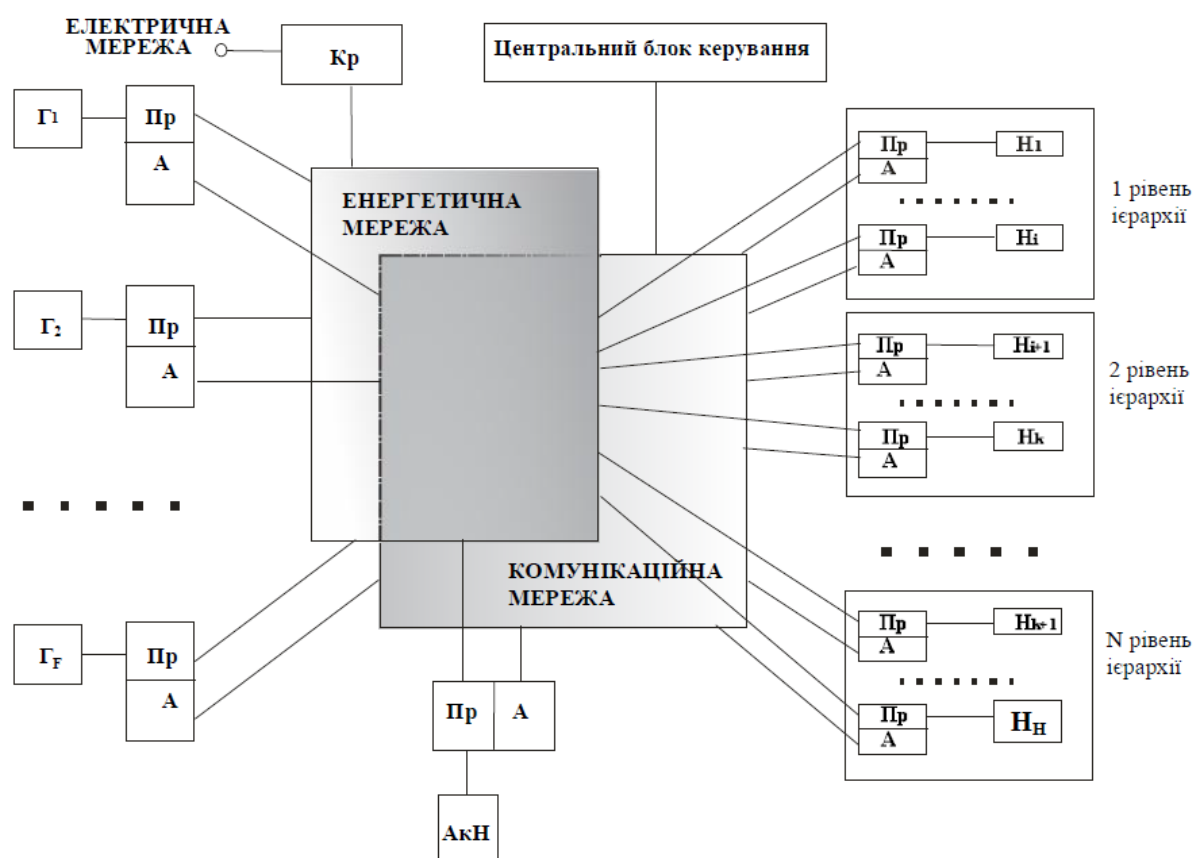 ЕЛЕКТРИЧНА
МЕРЕЖА
Кр
Центральний блок керування
Г1
Пр
А
ЕНЕРГЕТИЧНА
МЕРЕЖА
Пр
А
Н1
Пр
А
Ні
1 рівень
ієрархії
Г2
Пр
А
Пр
А
Ні+1
Пр
А
Нk
2 рівень
ієрархії
КОМУНІКАЦІЙНА
МЕРЕЖА
ГF
Пр
А
Пр
А
АкН
Пр
А
Нk+1
Пр
А
НН
N рівень
ієрархії